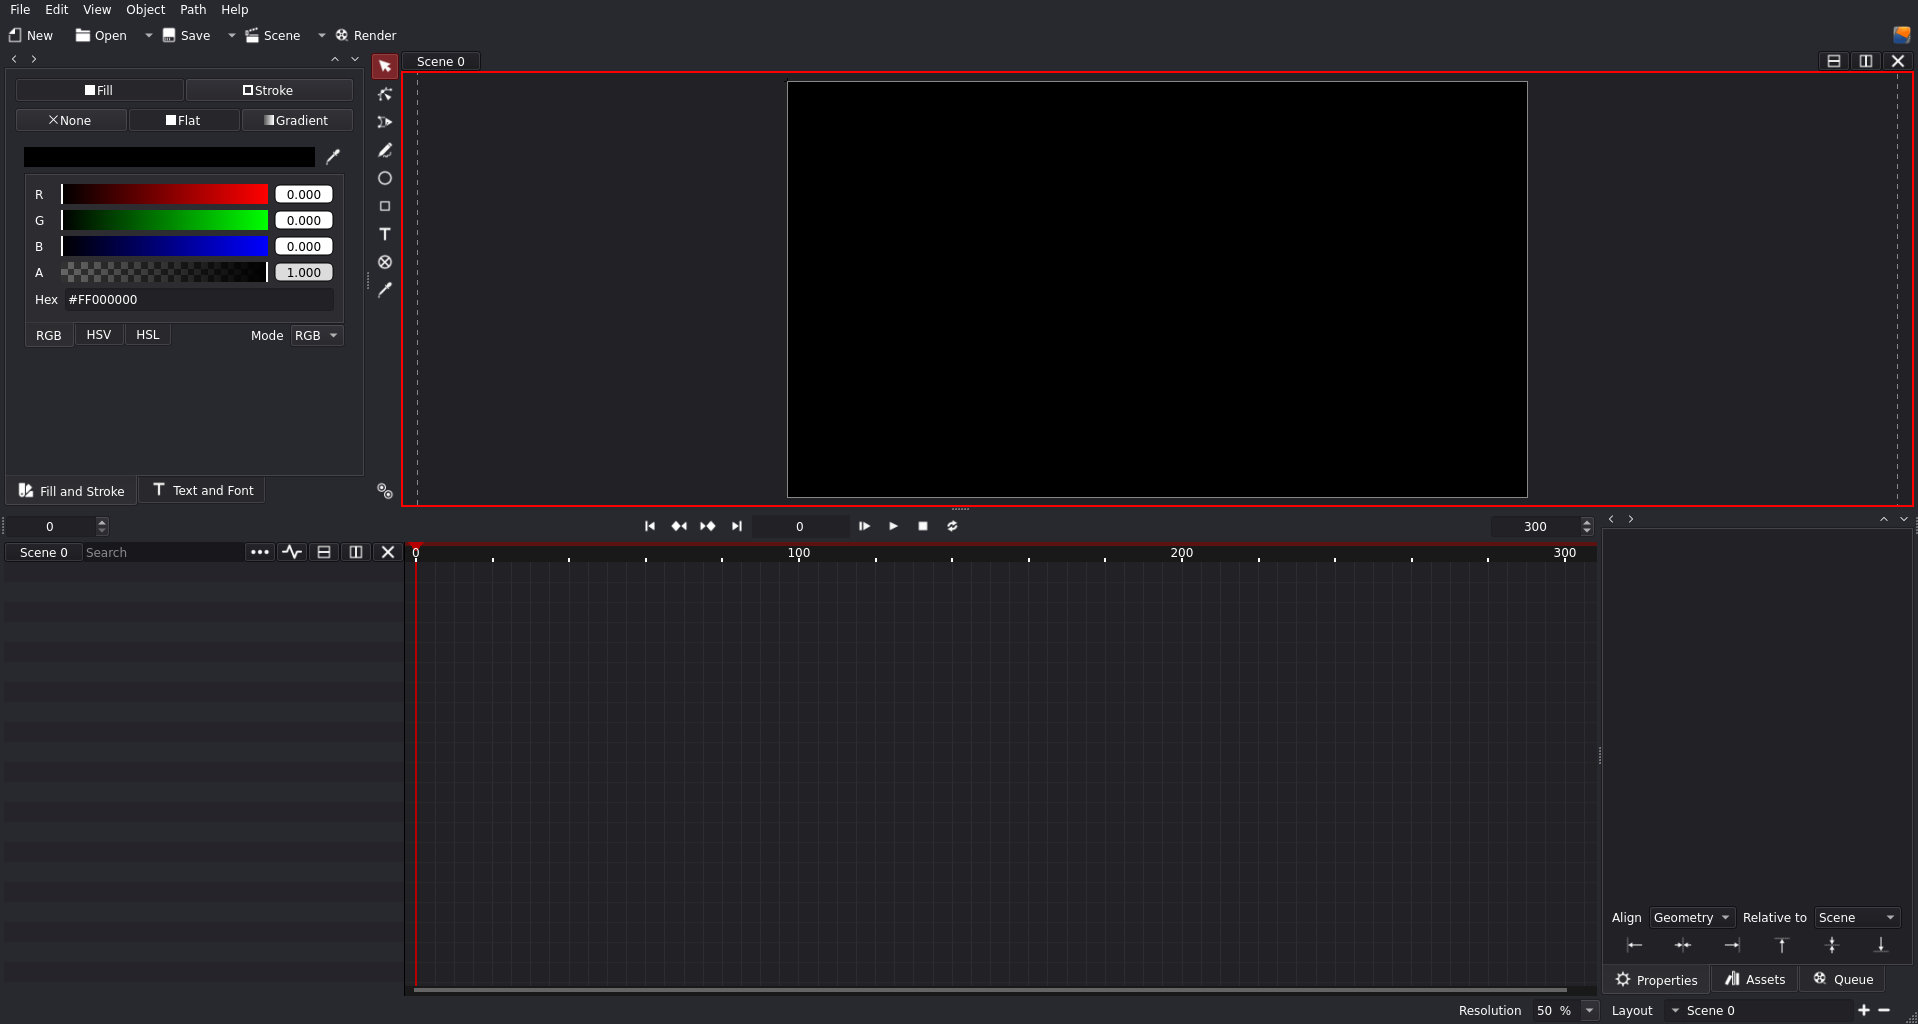 File Edit View Object Path Help
New Open Save Scene Render
Scene 0
Fill Stroke
None Flat Gradient
R 0.000
G 0.000
B 0.000
A 1.000
Hex #FF000000
RGB HSV HSL Mode RGB
Fill and Stroke Text and Font
0 0 300
Scene 0 Search
0 100 200 300
Align Geometry Relative to Scene
Properties Assets Queue
Resolution 50 % Layout Scene 0